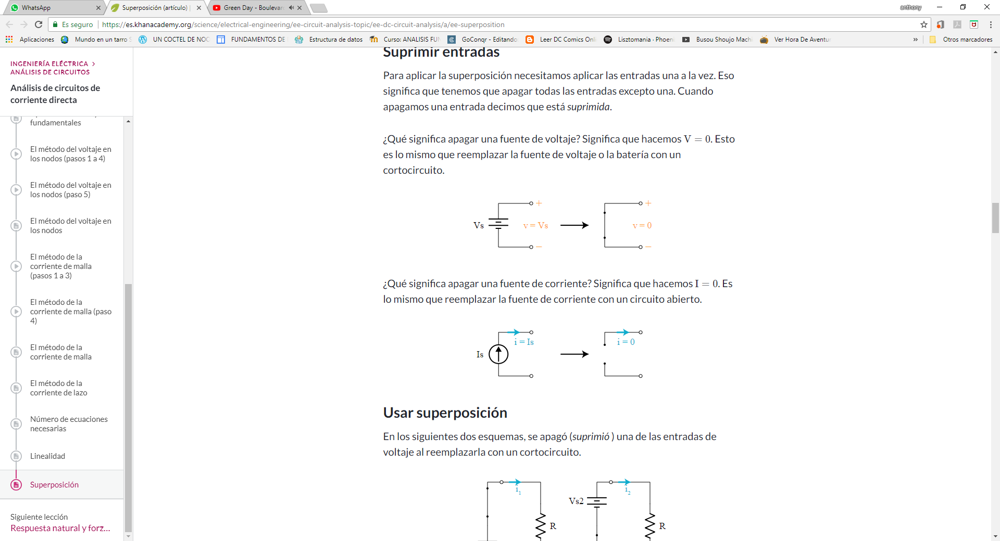 WhatsApp
Superposición (artículo) |
Green Day - Boulevar
anthony
Es seguro
https://es.khanacademy.org/science/electrical-engineering/ee-circuit-analysis-topic/ee-dc-circuit-analysis/a/ee-superposition
Aplicaciones
Mundo en un tarro
UN COCTEL DE NOC
FUNDAMENTOS DE
Estructura de datos
Curso: ANALISIS FUN
GoConqr - Editando
Leer DC Comics Onli
Lisztomania · Phoeni
Busou Shoujo Machi
Ver Hora De Aventur
»
Otros marcadores
INGENIERÍA ELÉCTRICA >
ANÁLISIS DE CIRCUITOS
Análisis de circuitos de
corriente directa
fundamentales
El método del voltaje en
los nodos (pasos 1 a 4)
El método del voltaje en
los nodos (paso 5)
El método del voltaje en
los nodos
El método de la
corriente de malla
(pasos 1 a 3)
El método de la
corriente de malla (paso
4)
El método de la
corriente de malla
El método de la
corriente de lazo
Número de ecuaciones
necesarias
Linealidad
Superposición
Siguiente lección
Respuesta natural y forz...
Suprimir entradas
Para aplicar la superposición necesitamos aplicar las entradas una a la vez. Eso
significa que tenemos que apagar todas las entradas excepto una. Cuando
apagamos una entrada decimos que está suprimida.
¿Qué significa apagar una fuente de voltaje? Significa que hacemos V = 0. Esto
es lo mismo que reemplazar la fuente de voltaje o la batería con un
cortocircuito.
+
Vs
v = Vs
−
+
v = 0
−
¿Qué significa apagar una fuente de corriente? Significa que hacemos I = 0. Es
lo mismo que reemplazar la fuente de corriente con un circuito abierto.
Is
i = Is
i = 0
Usar superposición
En los siguientes dos esquemas, se apagó (suprimió ) una de las entradas de
voltaje al reemplazarla con un cortocircuito.
i₁
R
Vs2
i₂
R